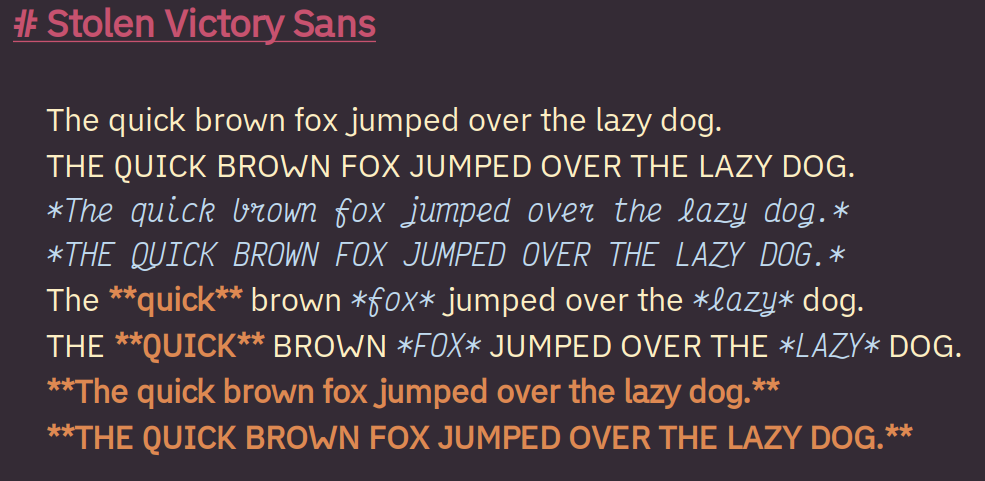 # Stolen Victory Sans
The quick brown fox jumped over the lazy dog.
THE QUICK BROWN FOX JUMPED OVER THE LAZY DOG.
*The quick brown fox jumped over the lazy dog.*
*THE QUICK BROWN FOX JUMPED OVER THE LAZY DOG.*
The **quick** brown *fox* jumped over the *lazy* dog.
THE **QUICK** BROWN *FOX* JUMPED OVER THE *LAZY* DOG.
**The quick brown fox jumped over the lazy dog.**
**THE QUICK BROWN FOX JUMPED OVER THE LAZY DOG.**